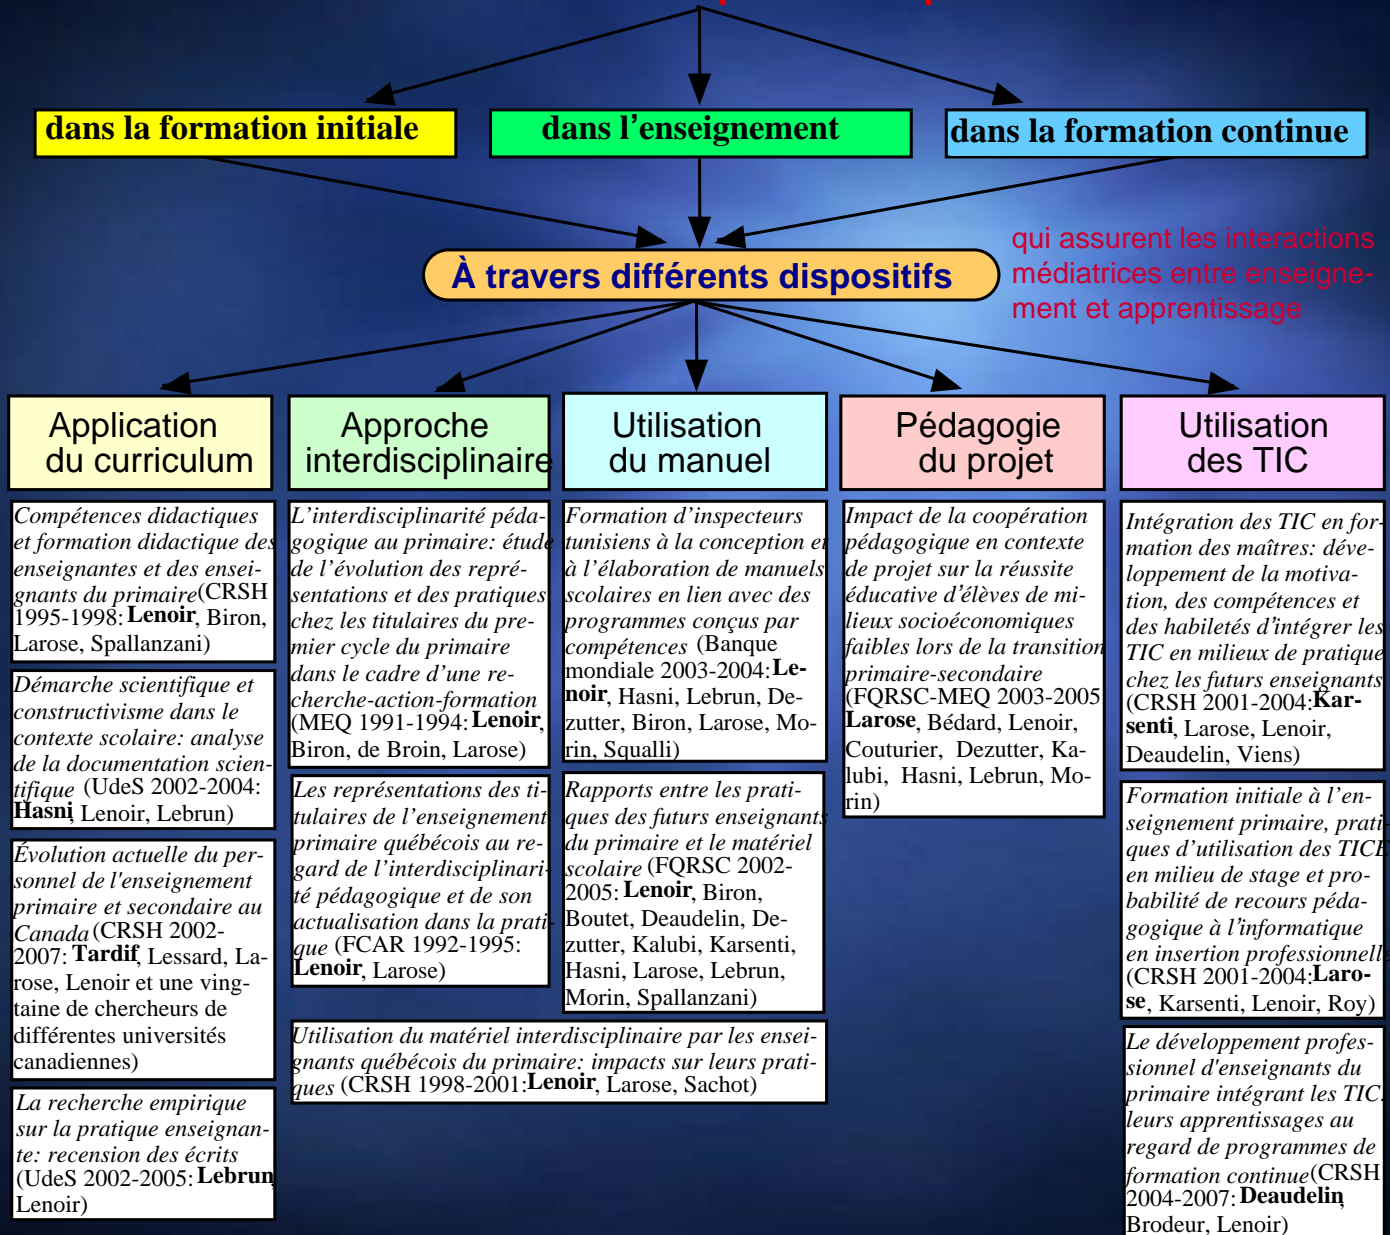 dans la formation initiale
dans l’enseignement
dans la formation continue
À travers différents dispositifs
qui assurent les interactions
médiatrices entre enseigne-
ment et apprentissage
Application
du curriculum
Compétences didactiques
et formation didactique des
enseignantes et des ensei-
gnants du primaire(CRSH
1995-1998: Lenoir, Biron,
Larose, Spallanzani)
Démarche scientifique et
constructivisme dans le
contexte scolaire: analyse
de la documentation scien-
tifique (UdeS 2002-2004:
Hasni, Lenoir, Lebrun)
Évolution actuelle du per-
sonnel de l'enseignement
primaire et secondaire au
Canada(CRSH 2002-
2007: Tardif, Lessard, La-
rose, Lenoir et une ving-
taine de chercheurs de
différentes universités
canadiennes)
La recherche empirique
sur la pratique enseignan-
te: recension des écrits
(UdeS 2002-2005: Lebrun,
Lenoir)
Approche
interdisciplinaire
L’interdisciplinarité péda-
gogique au primaire: étude
de l’évolution des repré-
sentations et des pratiques
chez les titulaires du pre-
mier cycle du primaire
dans le cadre d’une re-
cherche-action-formation
(MEQ 1991-1994: Lenoir,
Biron, de Broin, Larose)
Les représentations des ti-
tulaires de l’enseignement
primaire québécois au re-
gard de l’interdisciplinari-
té pédagogique et de son
actualisation dans la prati-
que (FCAR 1992-1995:
Lenoir, Larose)
Utilisation
du manuel
Formation d’inspecteurs
tunisiens à la conception et
à l’élaboration de manuels
scolaires en lien avec des
programmes conçus par
compétences (Banque
mondiale 2003-2004: Le-
noir, Hasni, Lebrun, De-
zutter, Biron, Larose, Mo-
rin, Squalli)
Rapports entre les prati-
ques des futurs enseignants
du primaire et le matériel
scolaire (FQRSC 2002-
2005: Lenoir, Biron,
Boutet, Deaudelin, De-
zutter, Kalubi, Karsenti,
Hasni, Larose, Lebrun,
Morin, Spallanzani)
Utilisation du matériel interdisciplinaire par les ensei-
gnants québécois du primaire: impacts sur leurs prati-
ques (CRSH 1998-2001: Lenoir, Larose, Sachot)
Pédagogie
du projet
Impact de la coopération
pédagogique en contexte
de projet sur la réussite
éducative d’élèves de mi-
lieux socioéconomiques
faibles lors de la transition
primaire-secondaire
(FQRSC-MEQ 2003-2005
Larose, Bédard, Lenoir,
Couturier, Dezutter, Ka-
lubi, Hasni, Lebrun, Mo-
rin)
Utilisation
des TIC
Intégration des TIC en for-
mation des maîtres: déve-
loppement de la motiva-
tion, des compétences et
des habiletés d’intégrer les
TIC en milieux de pratique
chez les futurs enseignants
(CRSH 2001-2004: Kar-
senti, Larose, Lenoir,
Deaudelin, Viens)
Formation initiale à l’en-
seignement primaire, prati-
ques d’utilisation des TICE
en milieu de stage et pro-
babilité de recours péda-
gogique à l’informatique
en insertion professionnelle
(CRSH 2001-2004: Laro-
se, Karsenti, Lenoir, Roy)
Le développement profes-
sionnel d'enseignants du
primaire intégrant les TIC:
leurs apprentissages au
regard de programmes de
formation continue(CRSH
2004-2007: Deaudelin,
Brodeur, Lenoir)